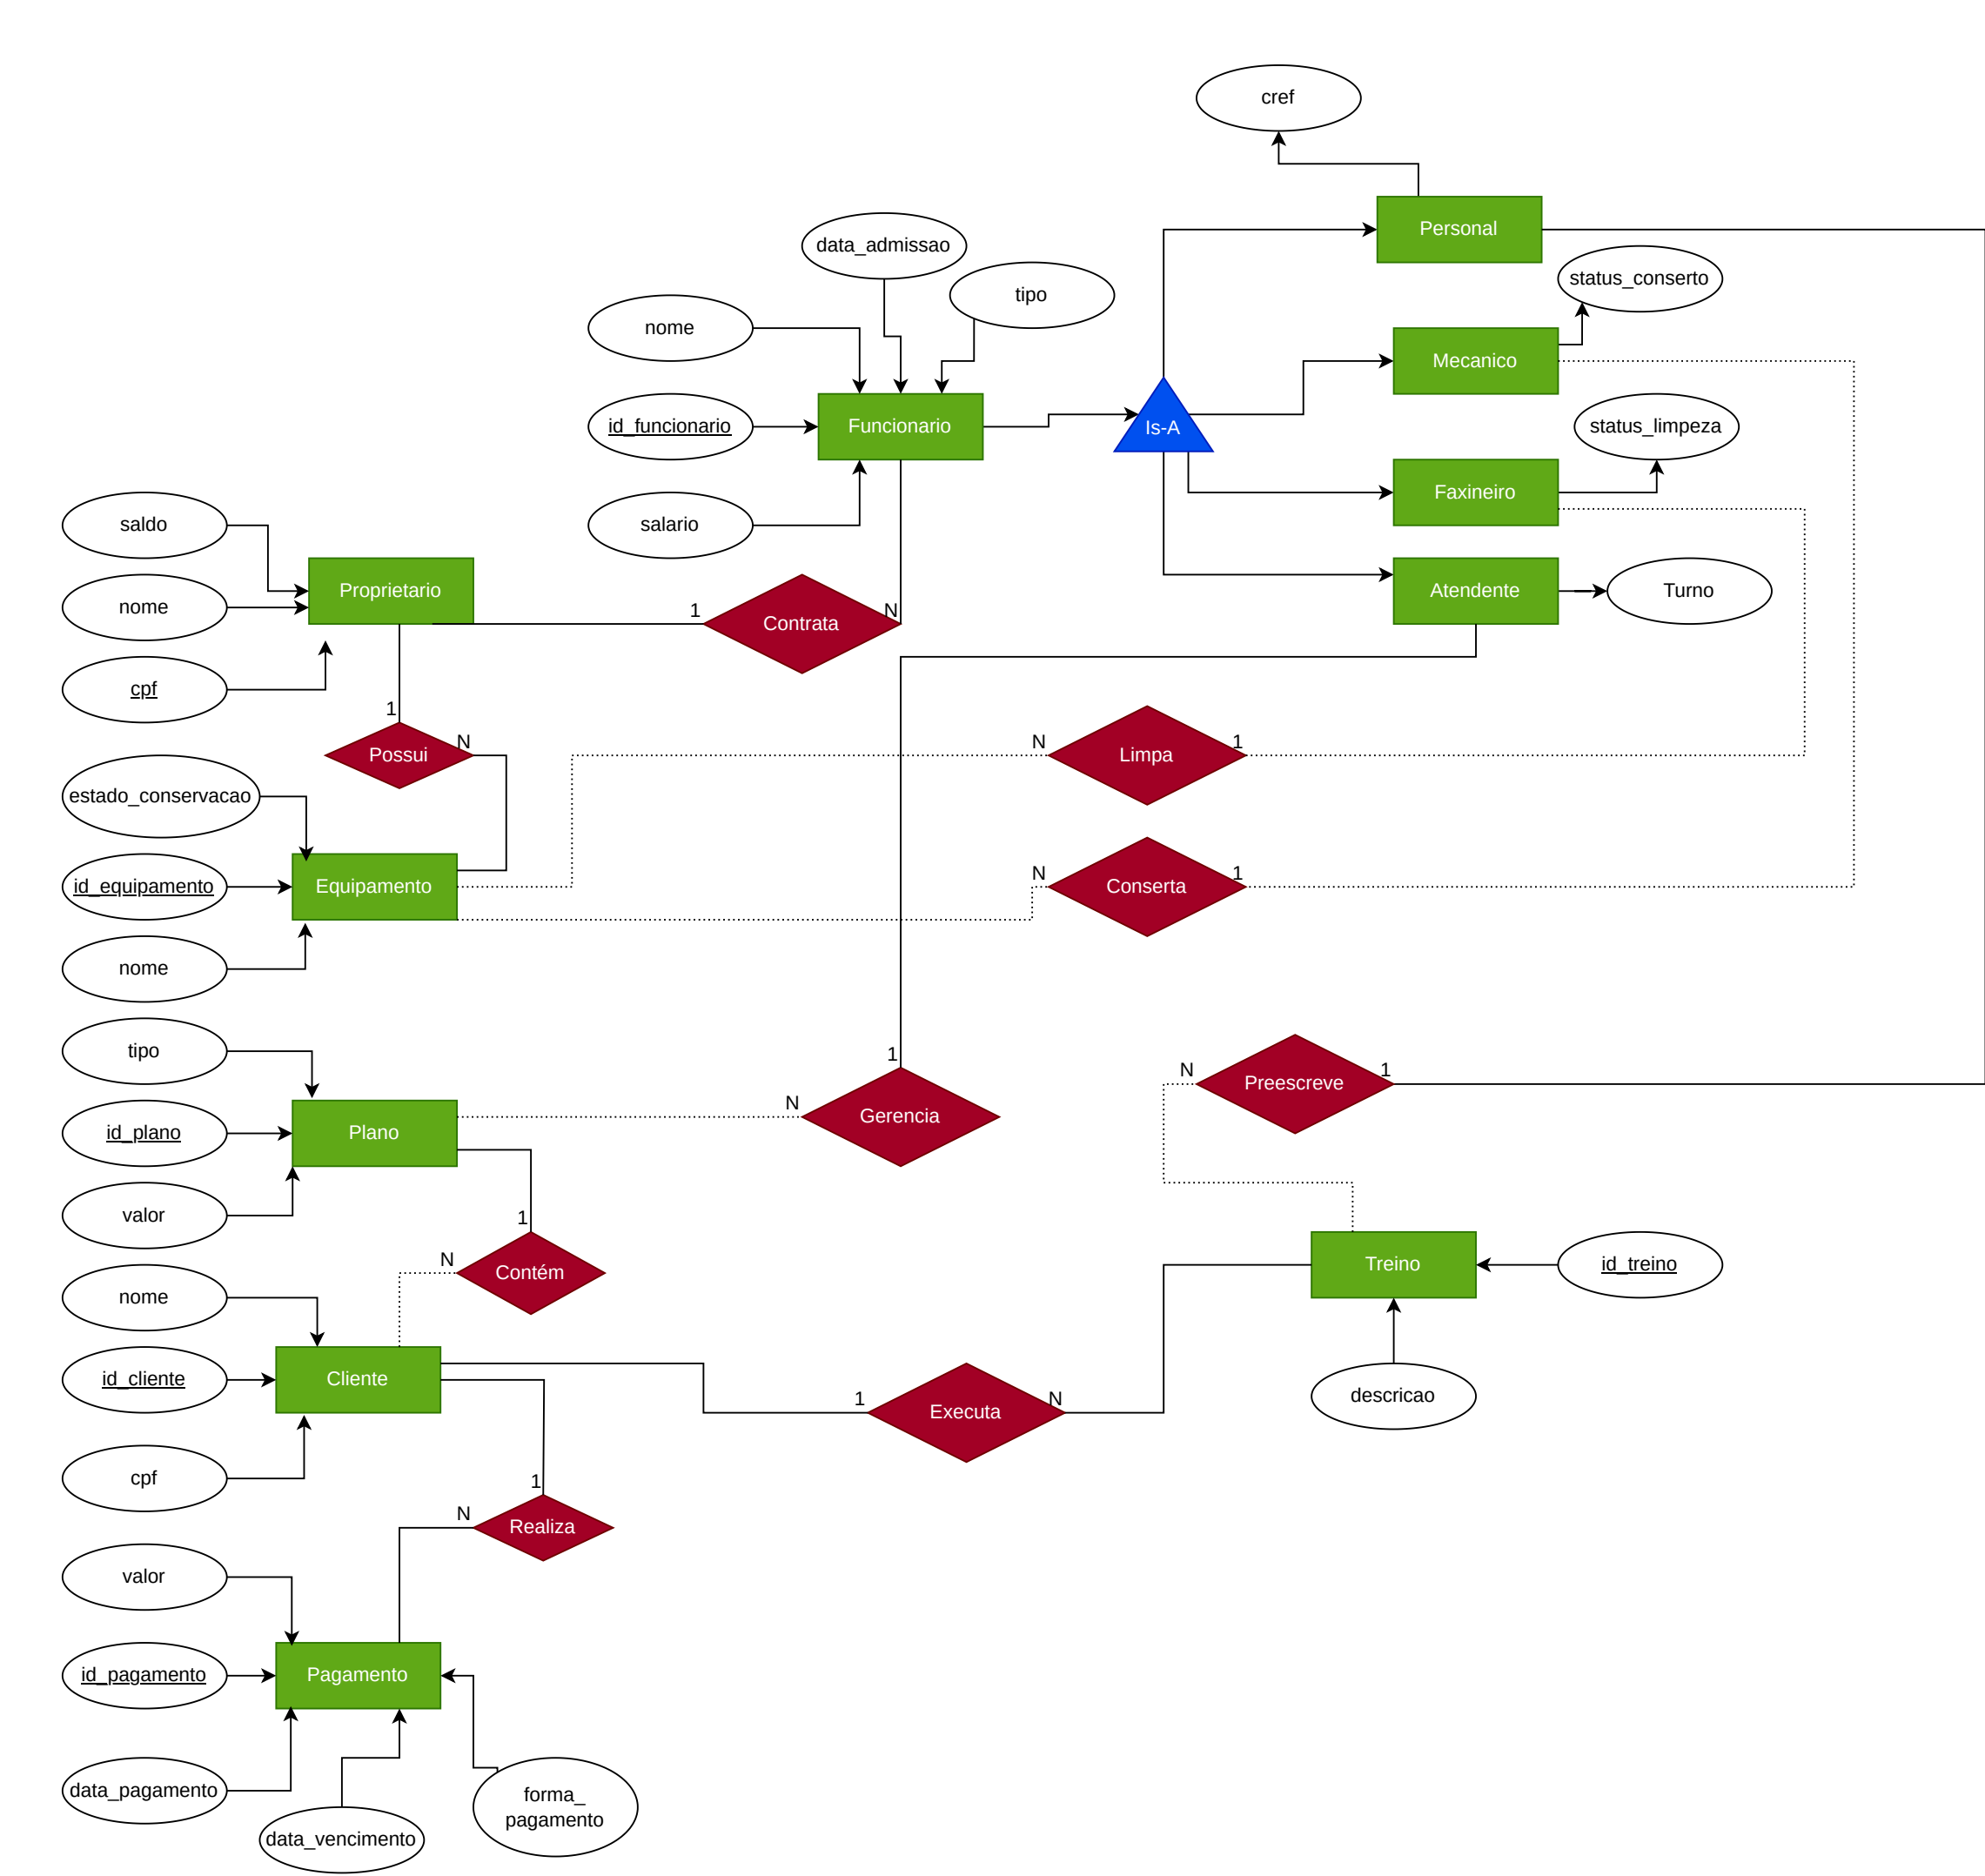 cref
Personal
data_admissao
status_conserto
tipo
nome
Mecanico
id_funcionario
Funcionario
Is-A
status_limpeza
Faxineiro
saldo
salario
Proprietario
Atendente
Turno
nome
1
Contrata
N
cpf
1
Possui
N
N
Limpa
1
estado_conservacao
id_equipamento
Equipamento
N
Conserta
1
nome
tipo
1
N
Preescreve
1
id_plano
Plano
N
Gerencia
valor
1
N
Contém
Treino
id_treino
nome
id_cliente
Cliente
1
Executa
N
descricao
cpf
1
N
Realiza
valor
id_pagamento
Pagamento
data_pagamento
forma_
pagamento
data_vencimento